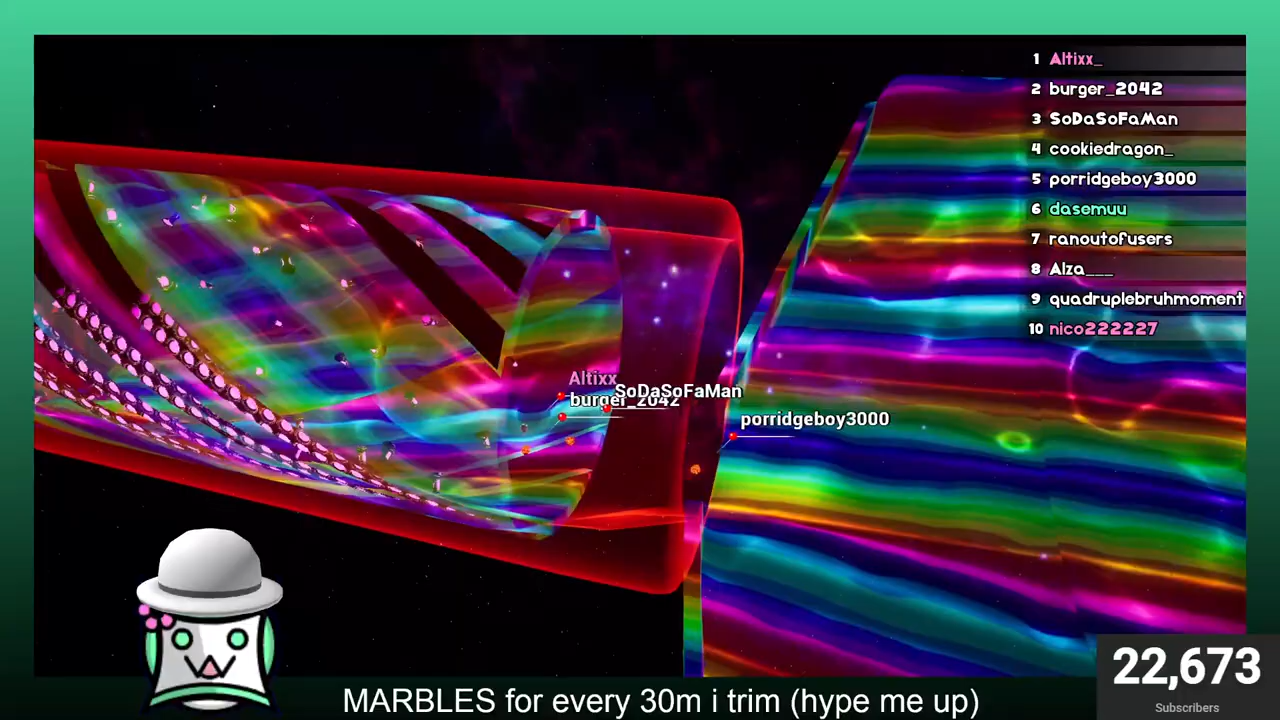 1 Altixx_
2 burger_2042
3 SoDaSoFaMan
4 cookiedragon_
5 porridgeboy3000
6 dasemuu
7 ranoutofusers
8 Alza___
9 quadruplebruhmoment
10 nico222227
Altixx
SoDaSoFaMan
burger_2042
porridgeboy3000
MARBLES for every 30m i trim (hype me up)
22,673
Subscribers